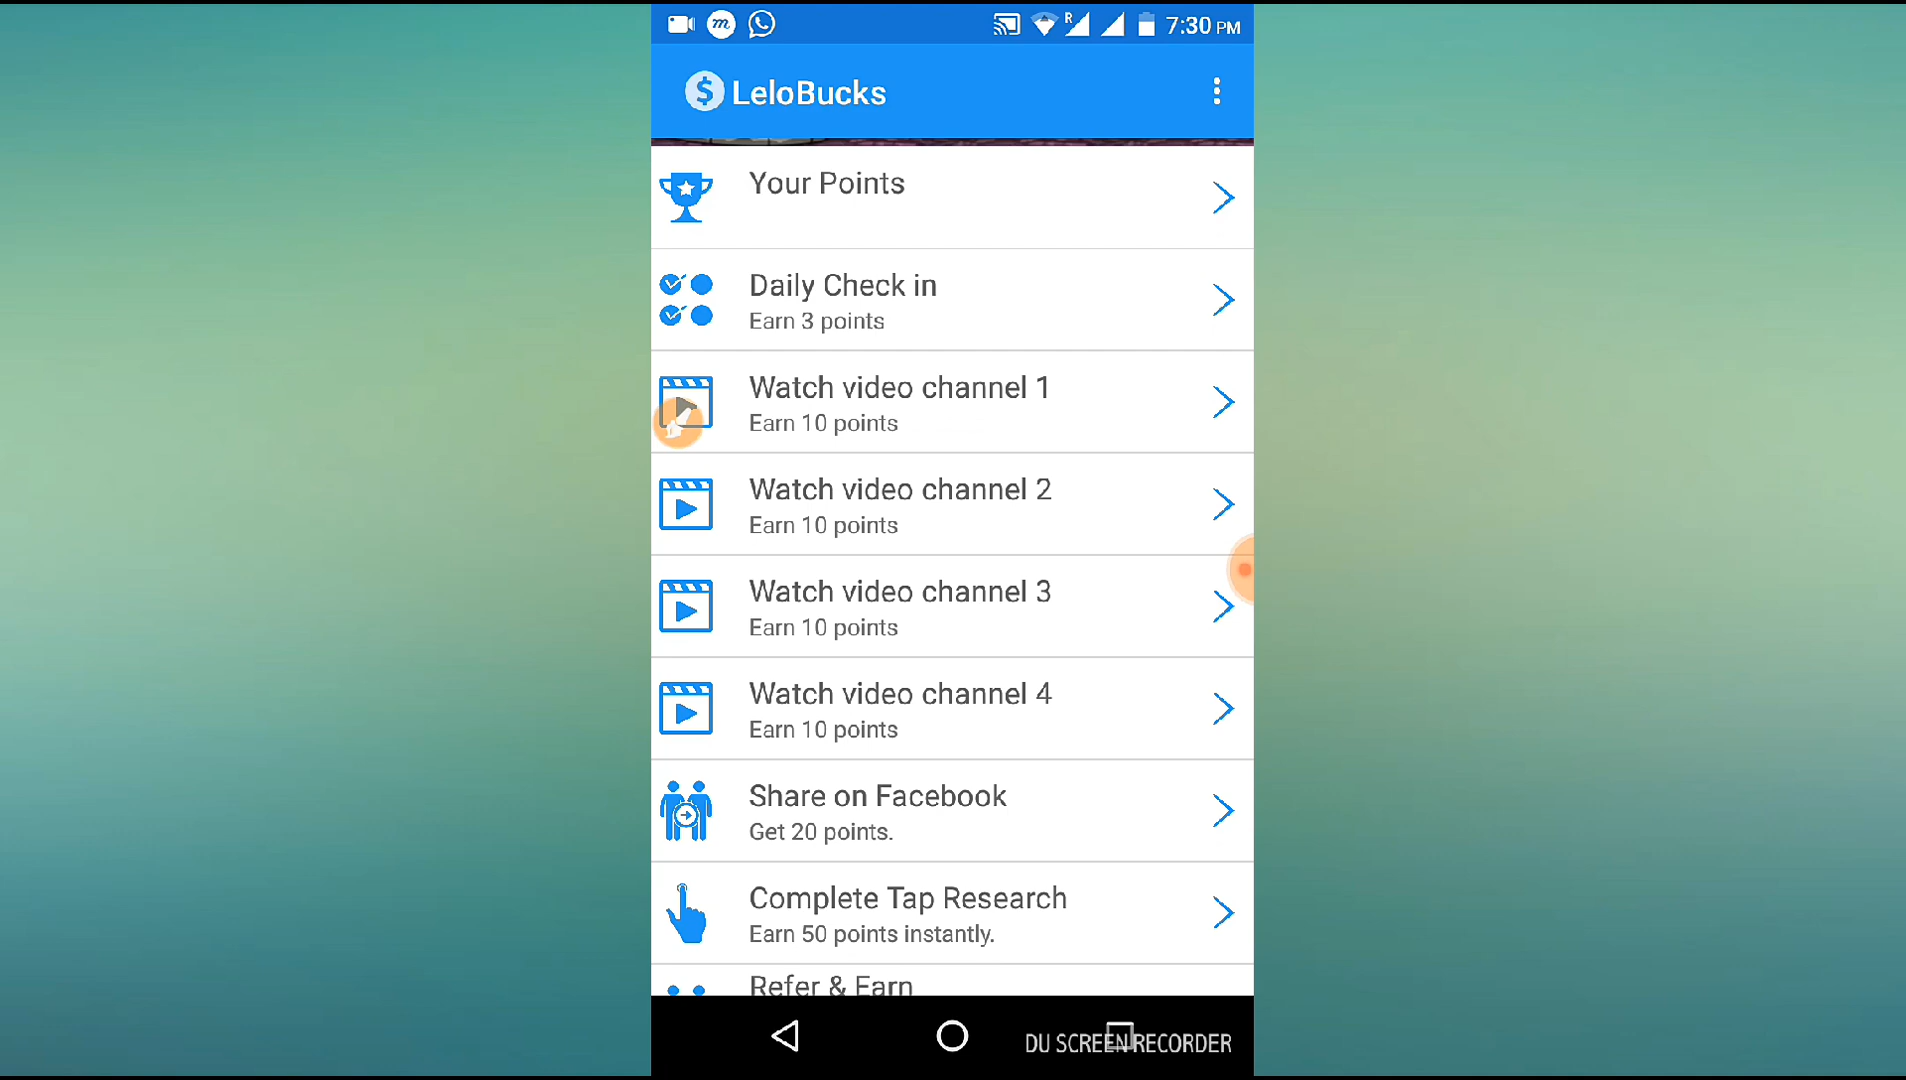 m R 7:30 PM
$ LeloBucks
Your Points
Daily Check in
Earn 3 points
Watch video channel 1
Earn 10 points
Watch video channel 2
Earn 10 points
Watch video channel 3
Earn 10 points
Watch video channel 4
Earn 10 points
Share on Facebook
Get 20 points.
Complete Tap Research
Earn 50 points instantly.
Refer & Earn
DU SCREEN RECORDER